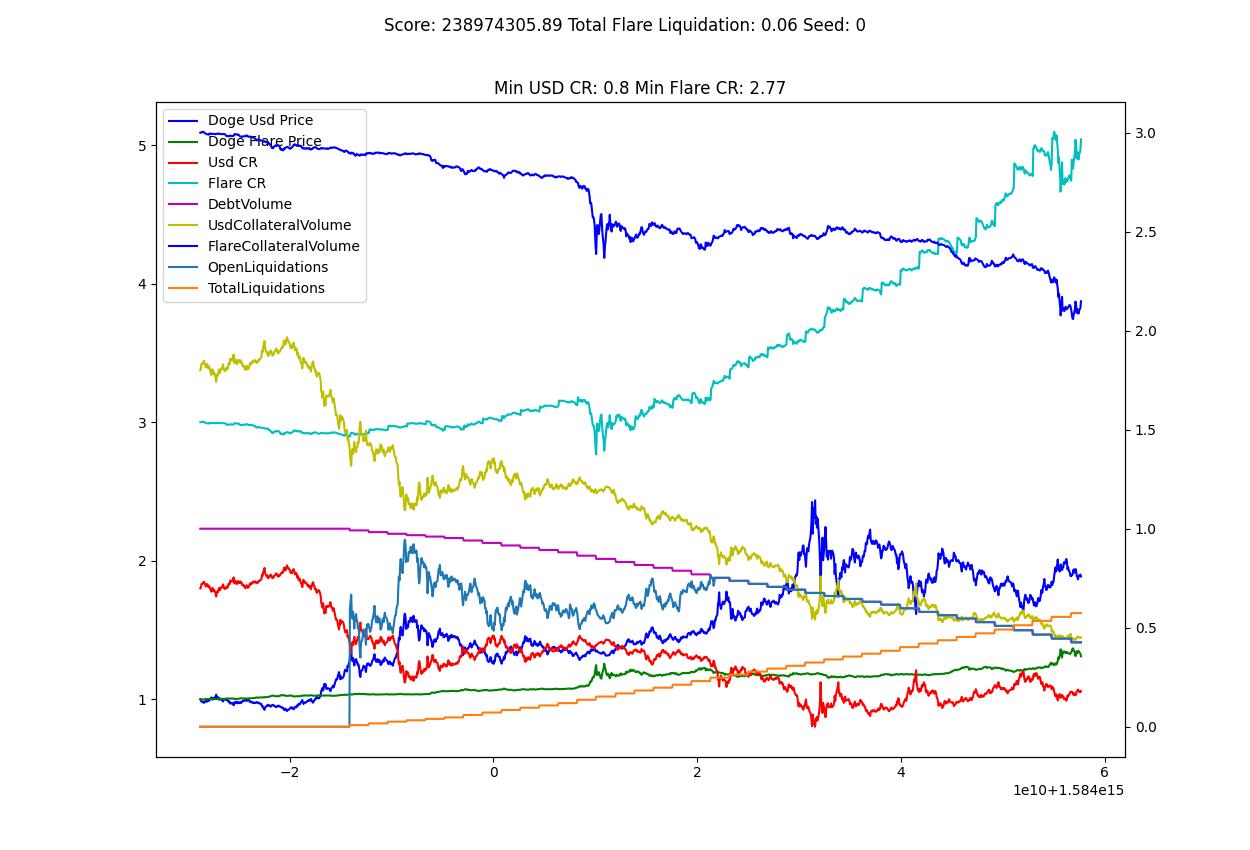 Score: 238974305.89 Total Flare Liquidation: 0.06 Seed: 0
Min USD CR: 0.8 Min Flare CR: 2.77
Doge Usd Price
Doge Flare Price
Usd CR
Flare CR
DebtVolume
UsdCollateralVolume
FlareCollateralVolume
OpenLiquidations
TotalLiquidations
5
4
3
2
1
3.0
2.5
2.0
1.5
1.0
0.5
0.0
−2
0
2
4
6
1e10+1.584e15